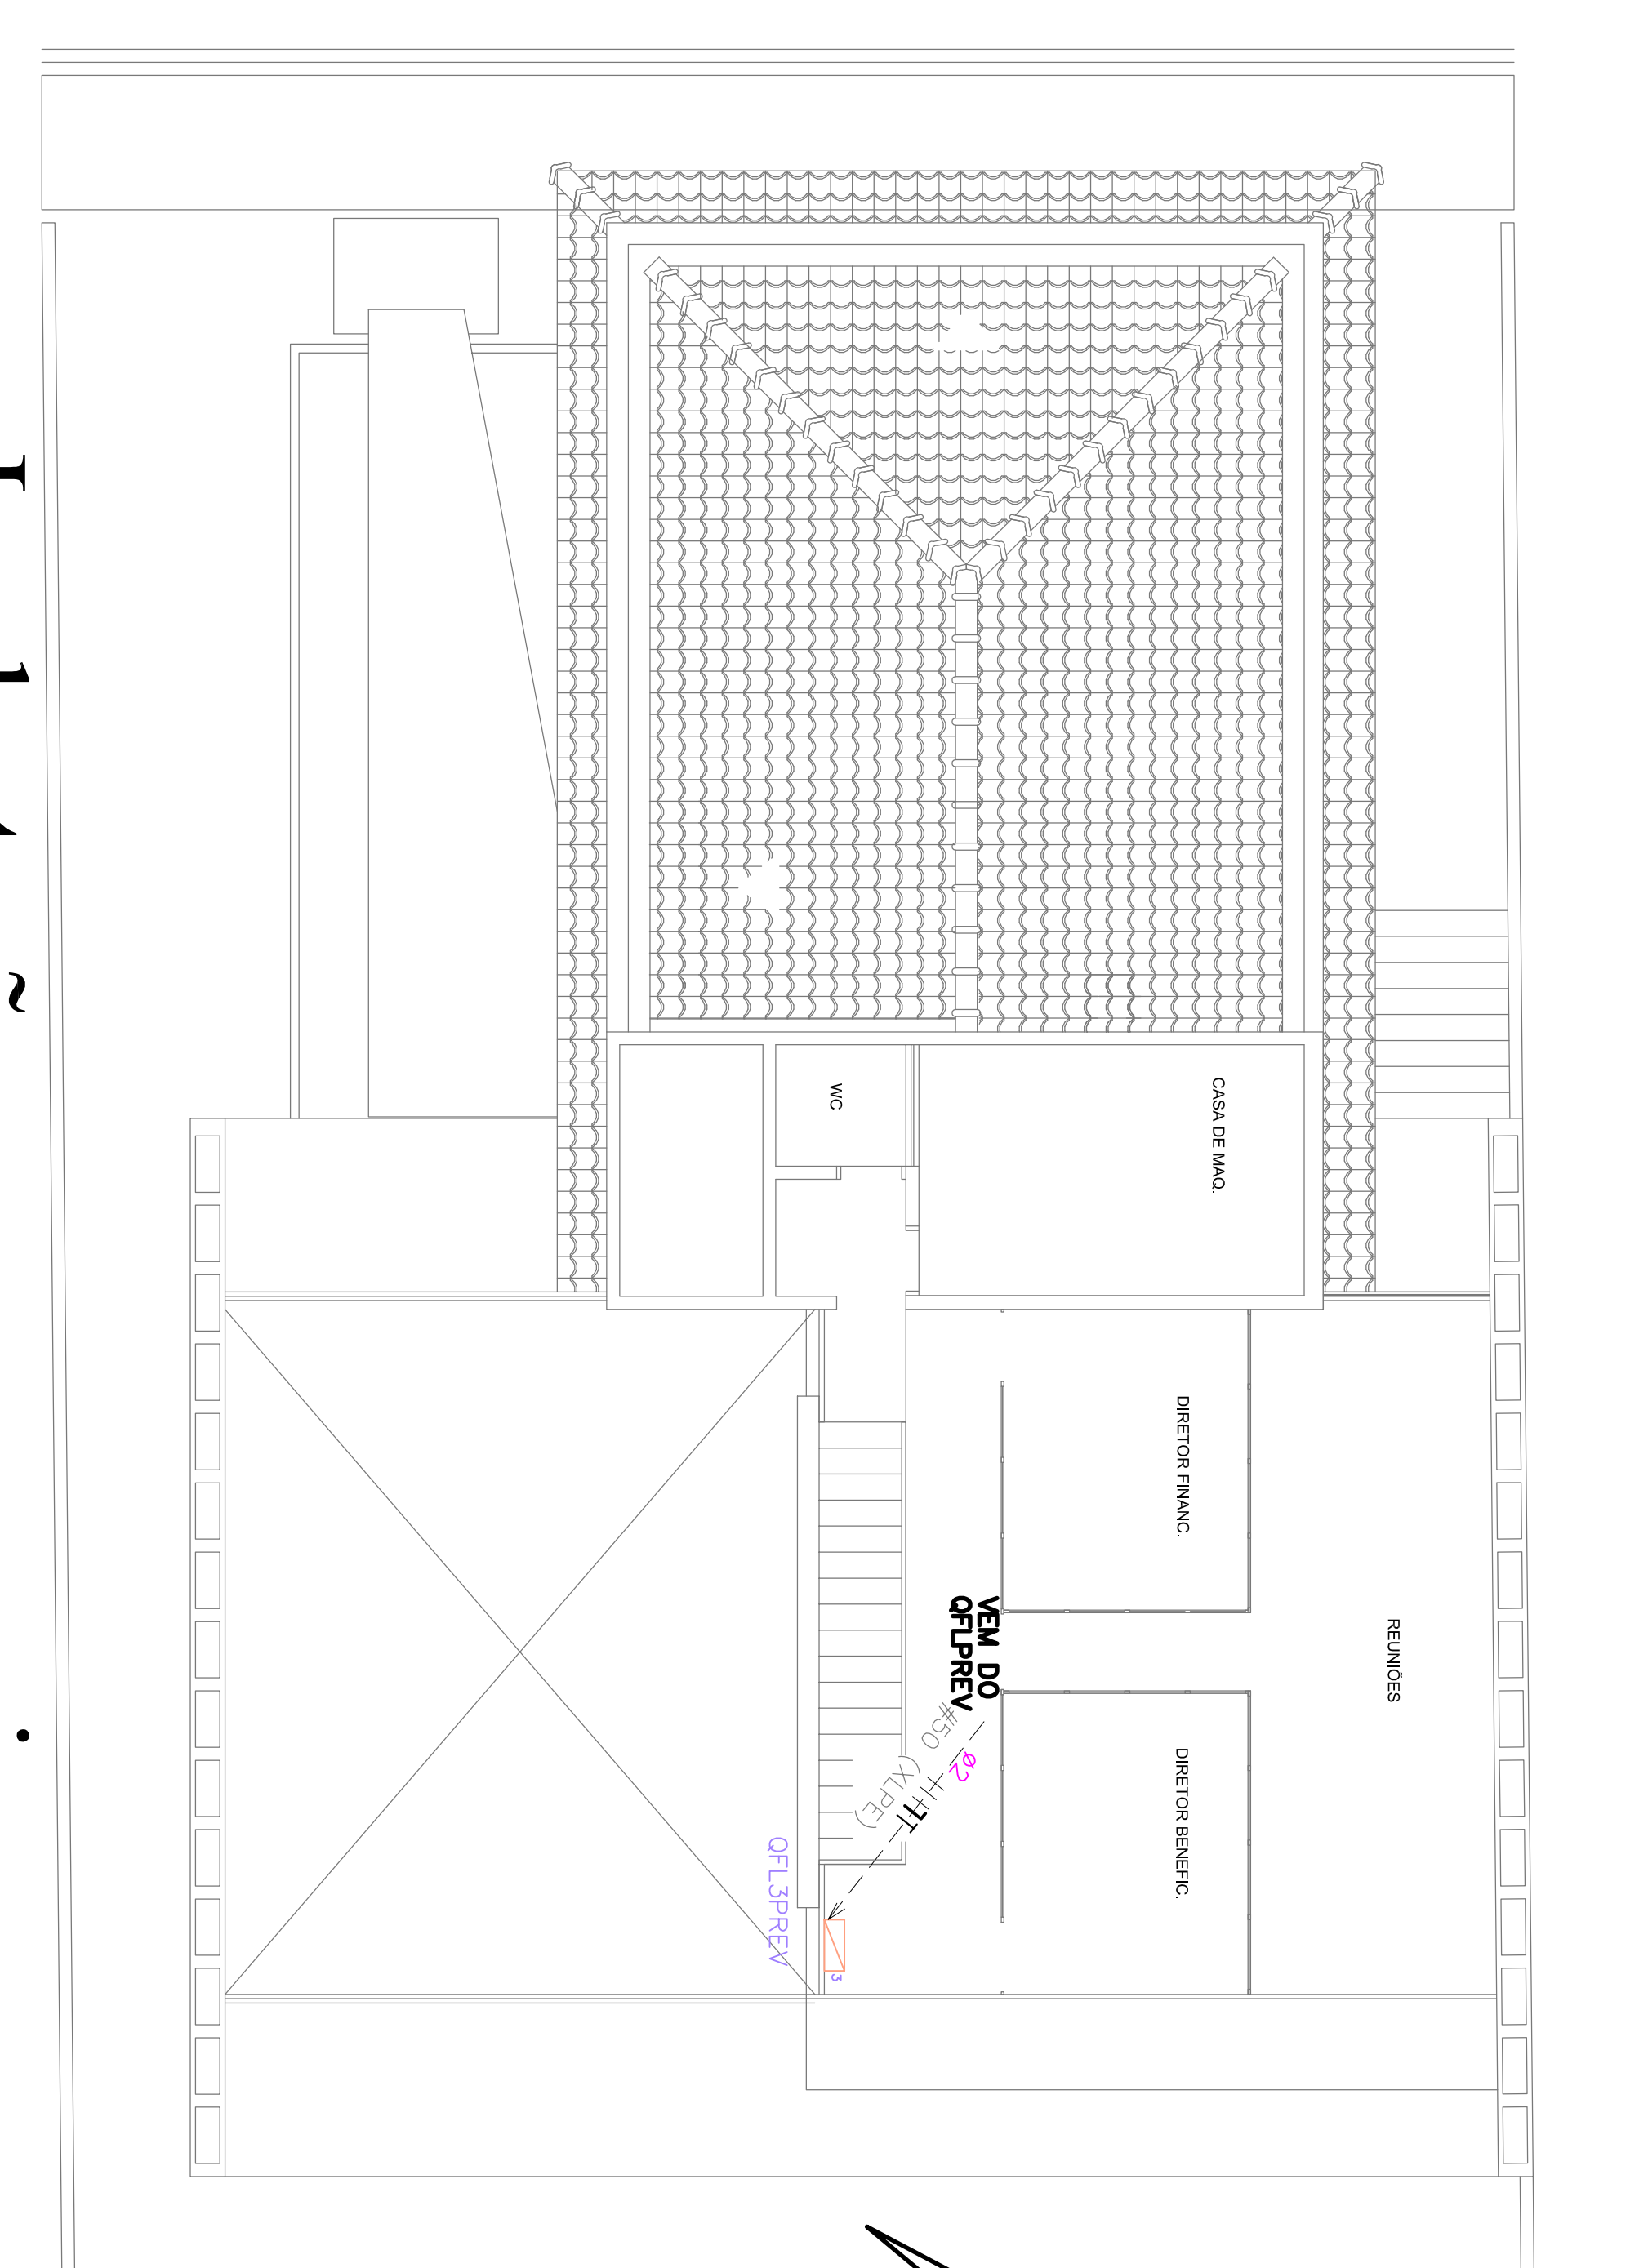 WC
CASA DE MAQ.
DIRETOR FINANC.
REUNIÕES
VEM DO
QFLPREV
#50 (XLPE)
ø2"
DIRETOR BENEFIC.
QFL3PREV
3